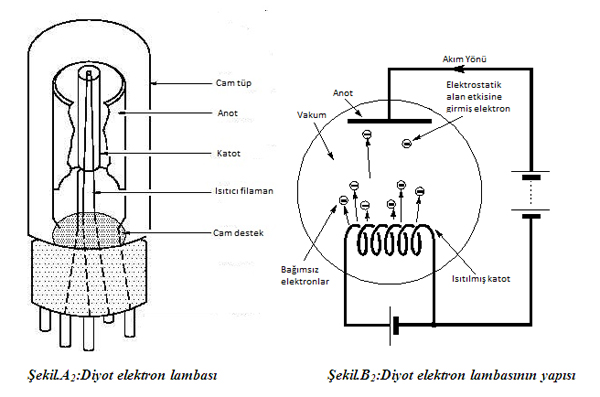 Cam tüp
Anot
Katot
Isıtıcı filaman
Cam destek
Şekil.A2:Diyot elektron lambası
Akım Yönü
Elektrostatik
alan etkisine
girmiş elektron
Anot
Vakum
Bağımsız
elektronlar
Isıtılmış katot
Şekil.B2:Diyot elektron lambasının yapısı